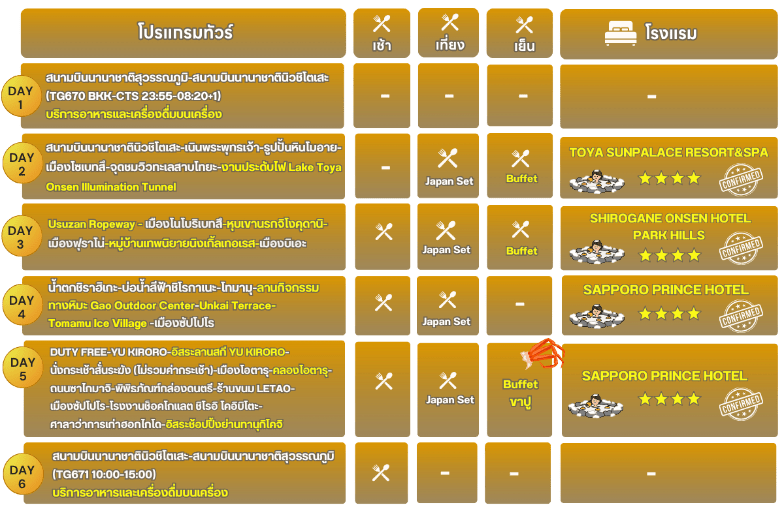 โปรแกรมทัวร์ เช้า เที่ยง เย็น โรงแรม
DAY 1
สนามบินนานาชาติสุวรรณภูมิ-สนามบินนานาชาตินิวชิโตเสะ
(TG670 BKK-CTS 23:55-08:20+1)
บริการอาหารและเครื่องดื่มบนเครื่อง
- - - -
DAY 2
สนามบินนานาชาตินิวชิโตเสะ-เนินพระพุทธเจ้า-รูปปั้นหินโมอาย-
เมืองโซเบทสึ-จุดชมวิวทะเลสาบโทยะ-งานประดับไฟ Lake Toya
Onsen Illumination Tunnel
-
Japan Set
Buffet
TOYA SUNPALACE RESORT&SPA
CONFIRMED
DAY 3
Usuzan Ropeway - เมืองโนโบริเบทสึ-หุบเขานรกจิโงคุดานิ-
เมืองฟุราโน่-หมู่บ้านเทพนิยายนิงเกิ้ลเทอเรส-เมืองบิเอะ
Japan Set
Buffet
SHIROGANE ONSEN HOTEL
PARK HILLS
CONFIRMED
DAY 4
น้ำตกชิราฮิเกะ-บ่อน้ำสีฟ้าชิโรกาเนะ-โทมามุ-ลานกิจกรรม
ทางหิมะ Gao Outdoor Center-Unkai Terrace-
Tomamu Ice Village -เมืองซัปโปโร
Japan Set
-
SAPPORO PRINCE HOTEL
CONFIRMED
DAY 5
DUTY FREE-YU KIRORO-อิสระลานสกี YU KIRORO-
นั่งกระเช้าสั่นระฆัง (ไม่รวมค่ากระเช้า)-เมืองโอตารุ-คลองโอตารุ-
ถนนซาไกมาจิ-พิพิธภัณฑ์กล่องดนตรี-ร้านขนม LETAO-
เมืองซัปโปโร-โรงงานช็อคโกแลต ชิโรอิ โคอิบิโตะ-
ศาลาว่าการเก่าฮอกไกโด-อิสระช้อปปิ้งย่านทานุกิโคจิ
Japan Set
Buffet
ขาปู
SAPPORO PRINCE HOTEL
CONFIRMED
DAY 6
สนามบินนานาชาตินิวชิโตเสะ-สนามบินนานาชาติสุวรรณภูมิ
(TG671 10:00-15:00)
บริการอาหารและเครื่องดื่มบนเครื่อง
- - -